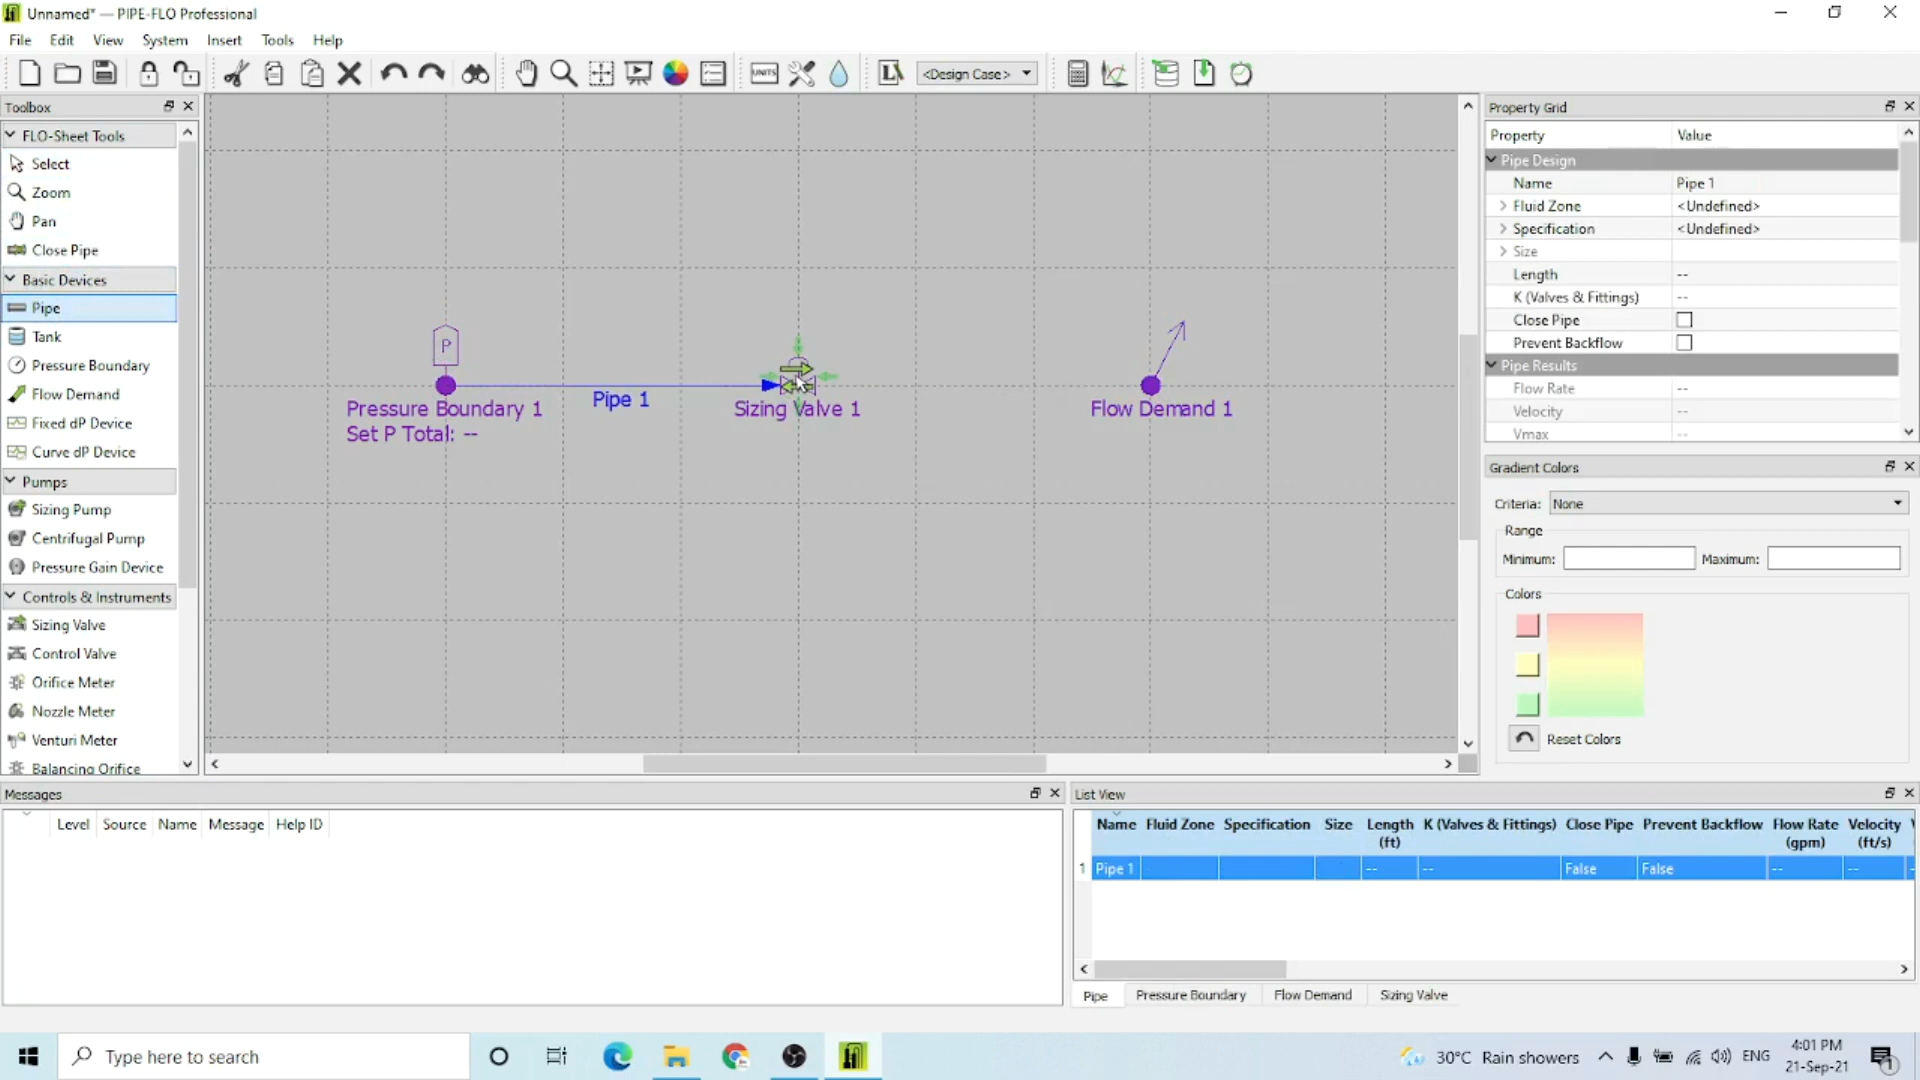 Unnamed* — PIPE-FLO Professional
File Edit View System Insert Tools Help
UNITS <Design Case>
Toolbox
FLO-Sheet Tools
Select
Zoom
Pan
Close Pipe
Basic Devices
Pipe
Tank
Pressure Boundary
Flow Demand
Fixed dP Device
Curve dP Device
Pumps
Sizing Pump
Centrifugal Pump
Pressure Gain Device
Controls & Instruments
Sizing Valve
Control Valve
Orifice Meter
Nozzle Meter
Venturi Meter
Balancing Orifice
P
Pipe 1
Pressure Boundary 1
Set P Total: --
Sizing Valve 1
Flow Demand 1
Property Grid
Property Value
Pipe Design
Name Pipe 1
Fluid Zone <Undefined>
Specification <Undefined>
Size
Length --
K (Valves & Fittings) --
Close Pipe
Prevent Backflow
Pipe Results
Flow Rate --
Velocity --
Vmax --
Gradient Colors
Criteria: None
Range
Minimum: Maximum:
Colors
Reset Colors
Messages
Level Source Name Message Help ID
List View
Name Fluid Zone Specification Size Length (ft) K (Valves & Fittings) Close Pipe Prevent Backflow Flow Rate (gpm) Velocity (ft/s)
1 Pipe 1 -- -- False False -- --
Pipe Pressure Boundary Flow Demand Sizing Valve
Type here to search
30°C Rain showers ENG
4:01 PM
21-Sep-21
1